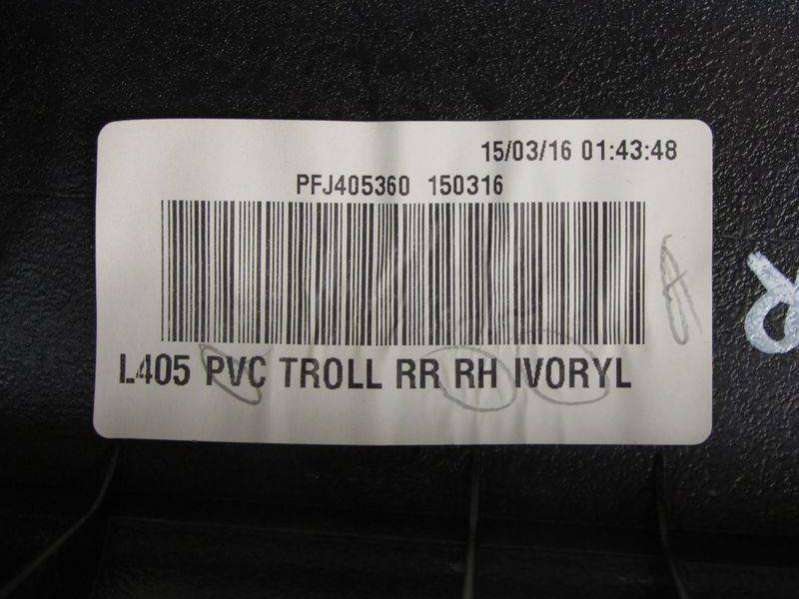 15/03/16 01:43:48
PFJ405360 150316
L405 PVC TROLL RR RH IVORYL